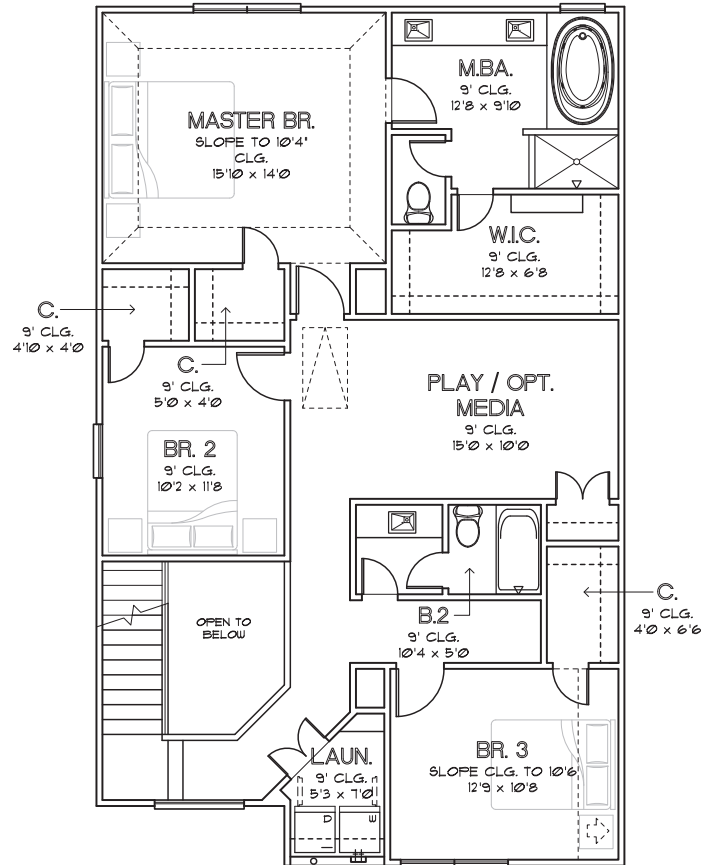 M.BA.
9' CLG.
12'8 x 9'10
MASTER BR.
SLOPE TO 10'4"
CLG.
15'10 x 14'0
W.I.C.
9' CLG.
12'8 x 6'8
C.
9' CLG.
4'10 x 4'0
C.
9' CLG.
5'0 x 4'0
PLAY / OPT.
MEDIA
9' CLG.
15'0 x 10'0
BR. 2
9' CLG.
10'2 x 11'8
C.
9' CLG.
4'0 x 6'6
OPEN TO
BELOW
B.2
9' CLG.
10'4 x 5'0
LAUN.
9' CLG.
5'3 x 7'0
BR. 3
SLOPE CLG. TO 10'6
12'9 x 10'8
D
W